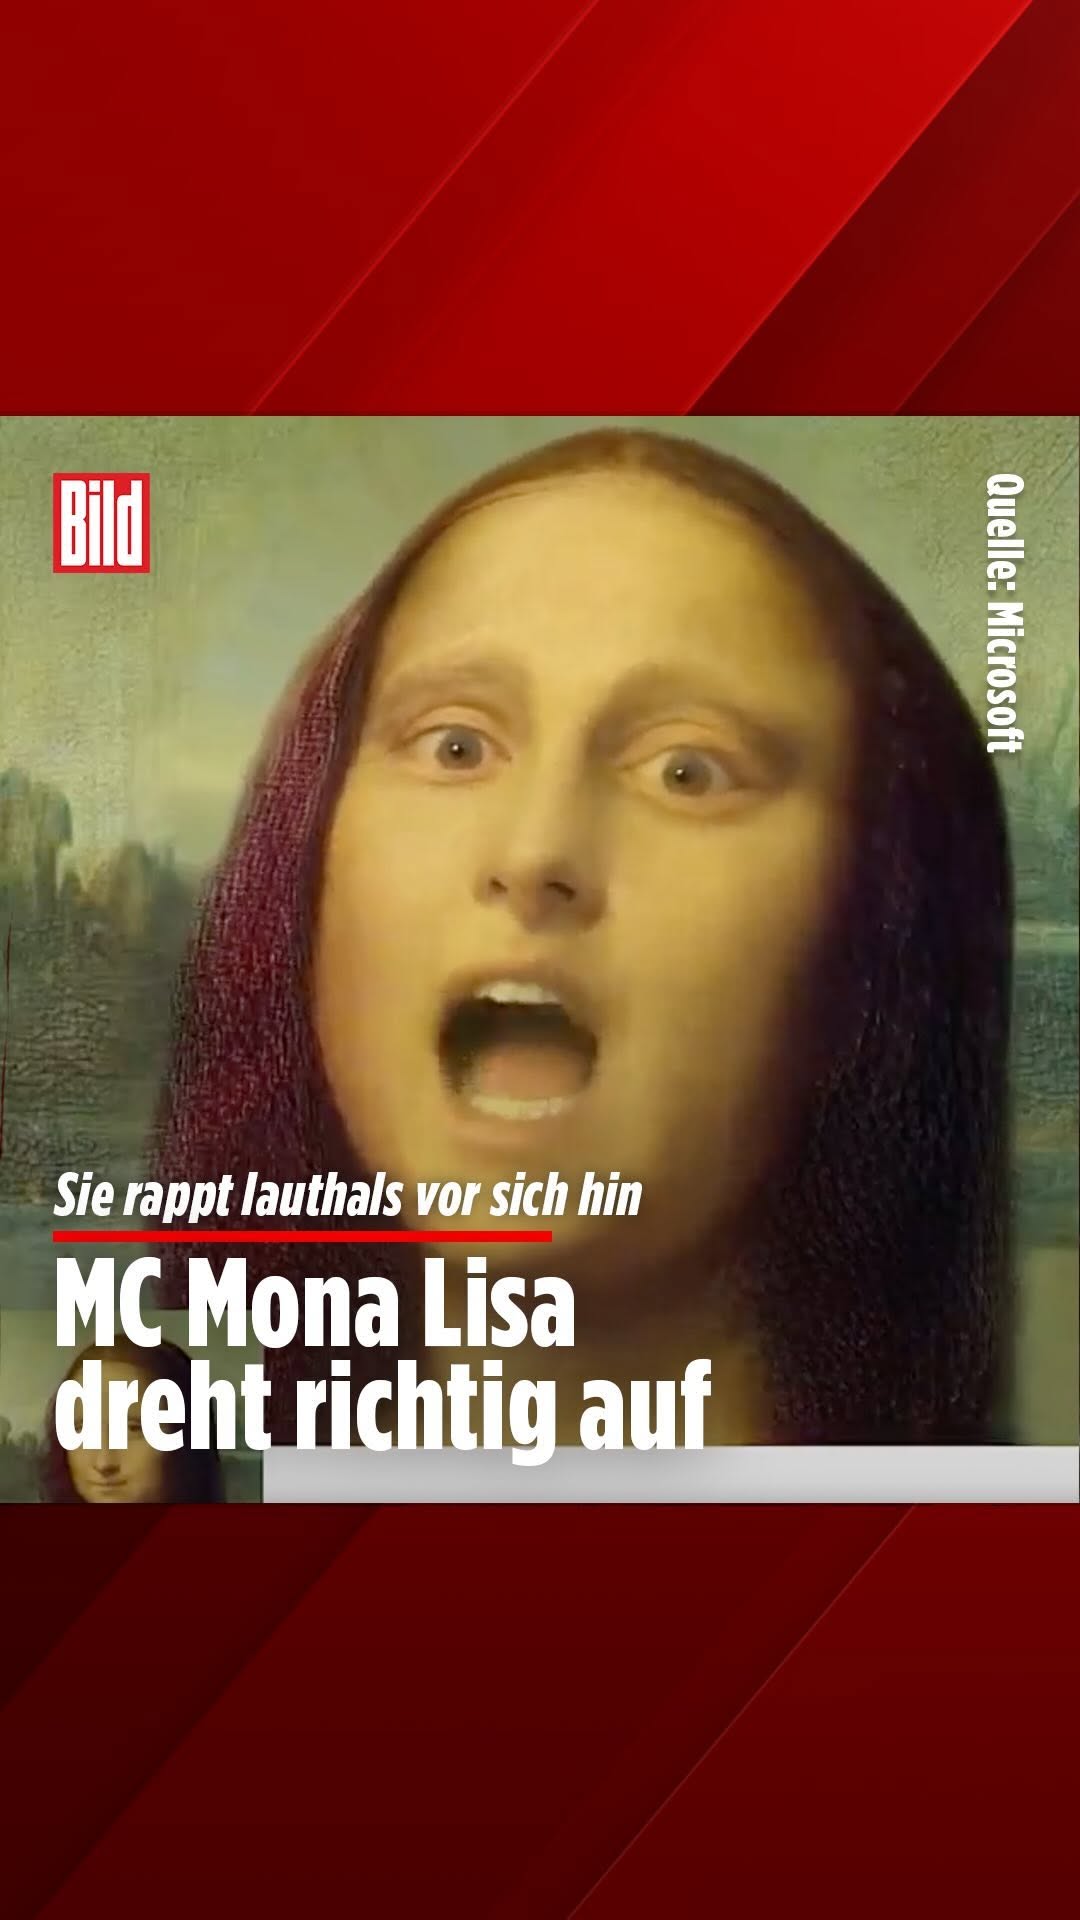 Bild
Quelle: Microsoft
Sie rappt lauthals vor sich hin
MC Mona Lisa
dreht richtig auf